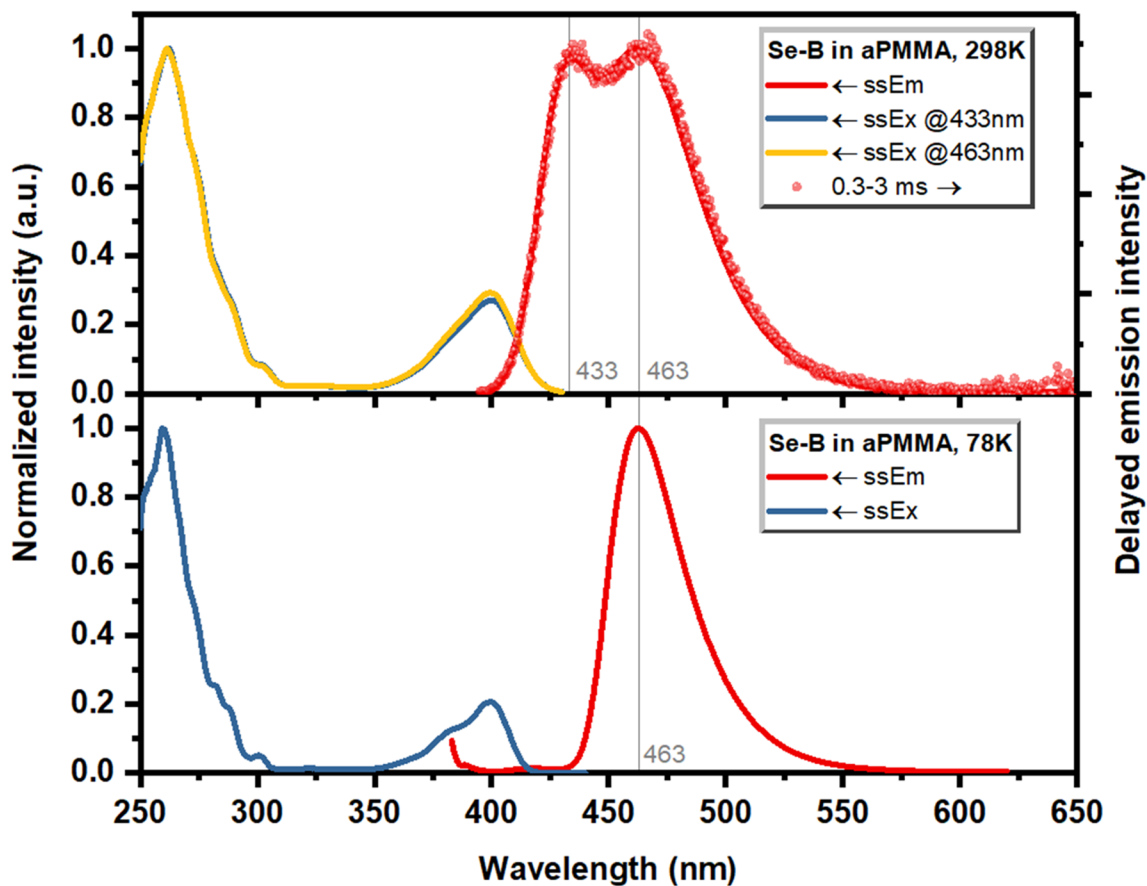 Normalized intensity (a.u.)
1.0
0.8
0.6
0.4
0.2
0.0
Se-B in aPMMA, 298K
← ssEm
← ssEx @433nm
← ssEx @463nm
0.3-3 ms →
433
463
Delayed emission intensity
1.0
0.8
0.6
0.4
0.2
0.0
Se-B in aPMMA, 78K
← ssEm
← ssEx
463
250 300 350 400 450 500 550 600 650
Wavelength (nm)